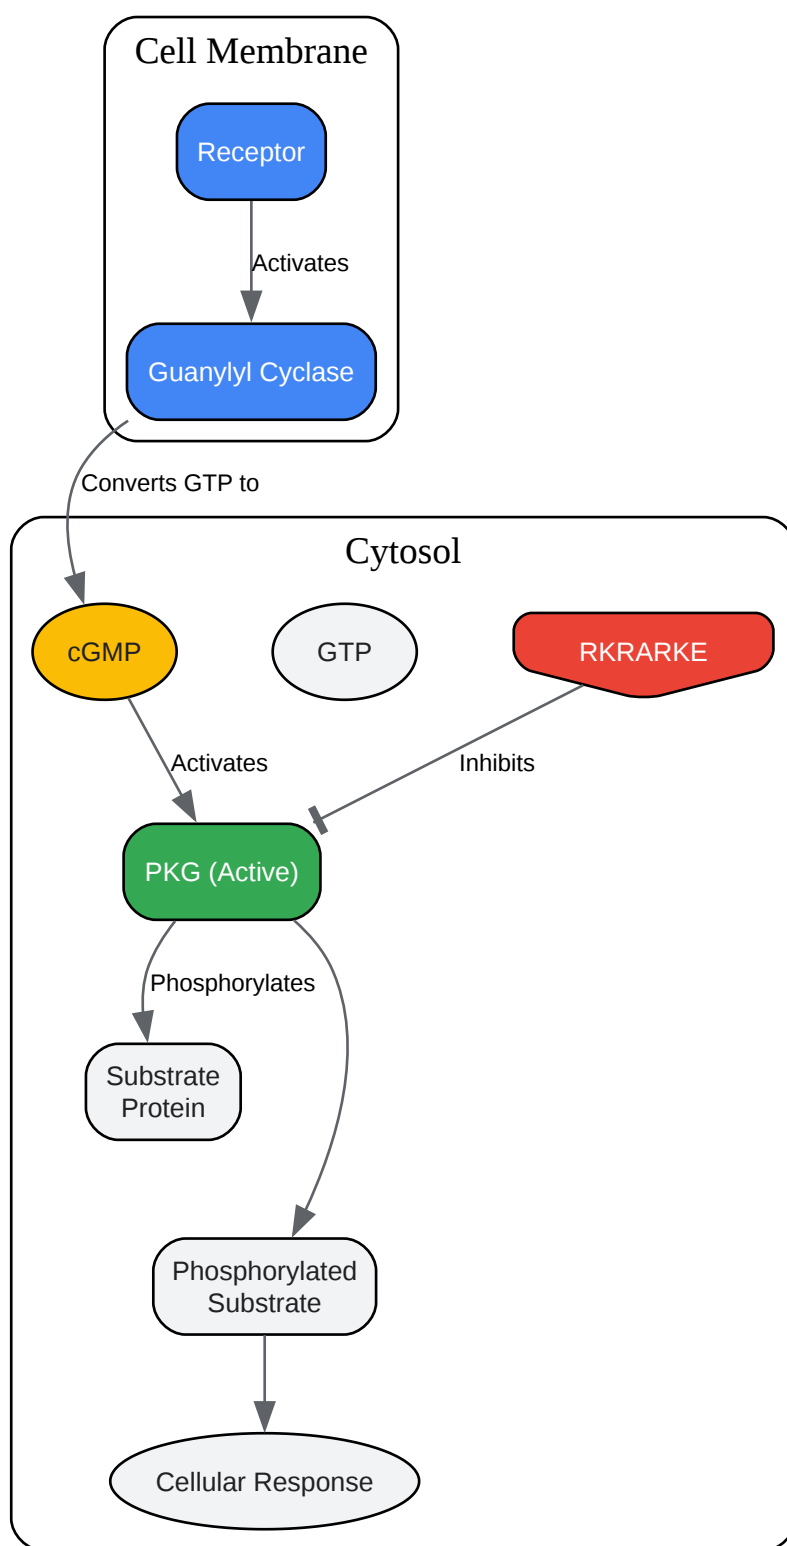 Cell Membrane
Receptor
Activates
Guanylyl Cyclase
Converts GTP to
Cytosol
cGMP
GTP
RKRARKE
Activates
Inhibits
PKG (Active)
Phosphorylates
Substrate
Protein
Phosphorylated
Substrate
Cellular Response